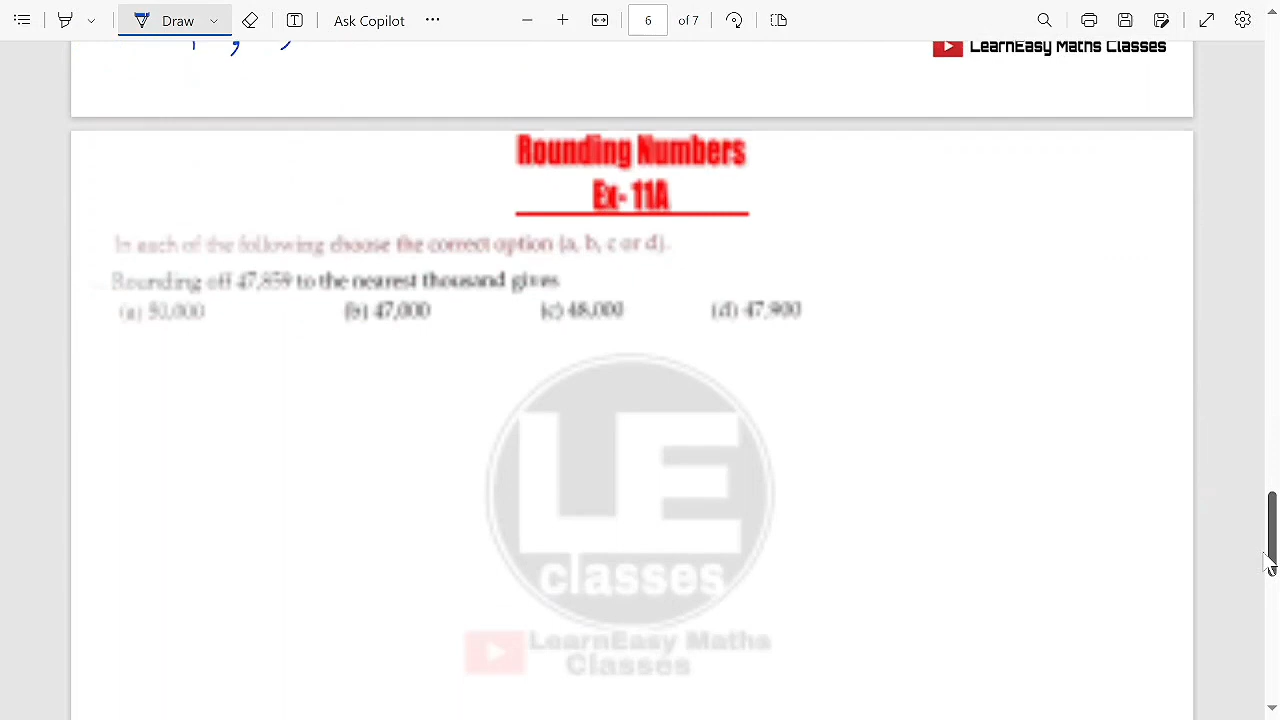 Draw
Ask Copilot
6 of 7
LearnEasy Maths Classes
Rounding Numbers
Ex- 11A
In each of the following choose the correct option (a, b, c or d).
Rounding off 47,859 to the nearest thousand gives
(a) 50,000 (b) 47,000 (c) 48,000 (d) 47,900
LE
classes
LearnEasy Maths
Classes